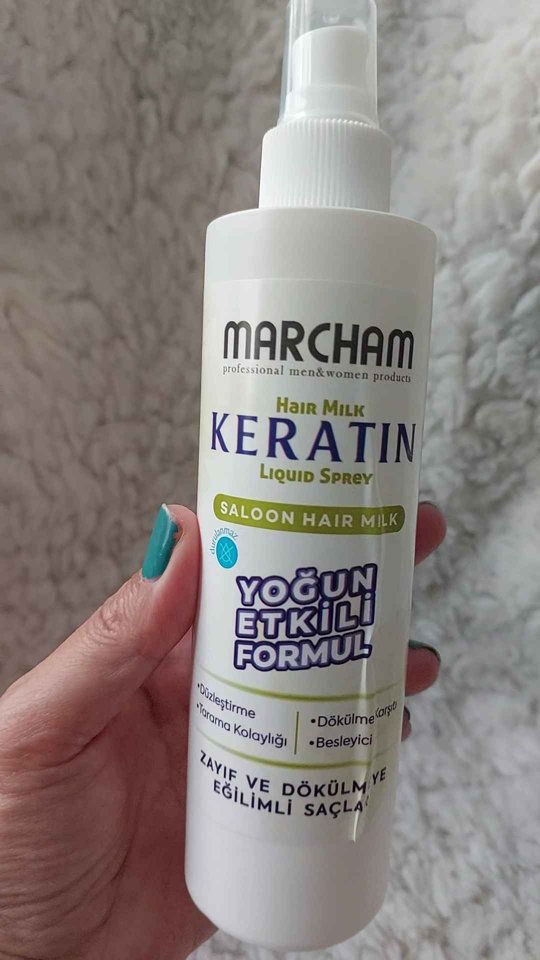 MARCHAM
professional men&women products
Hair Milk
KERATIN
Liquid Sprey
SALOON HAIR MILK
durulanmaz
YOĞUN
ETKİLİ
FORMUL
•Düzleştirme
•Tarama Kolaylığı
•Dökülme Karşıtı
•Besleyici
ZAYIF VE DÖKÜLMEYE
EĞİLİMLİ SAÇLAR